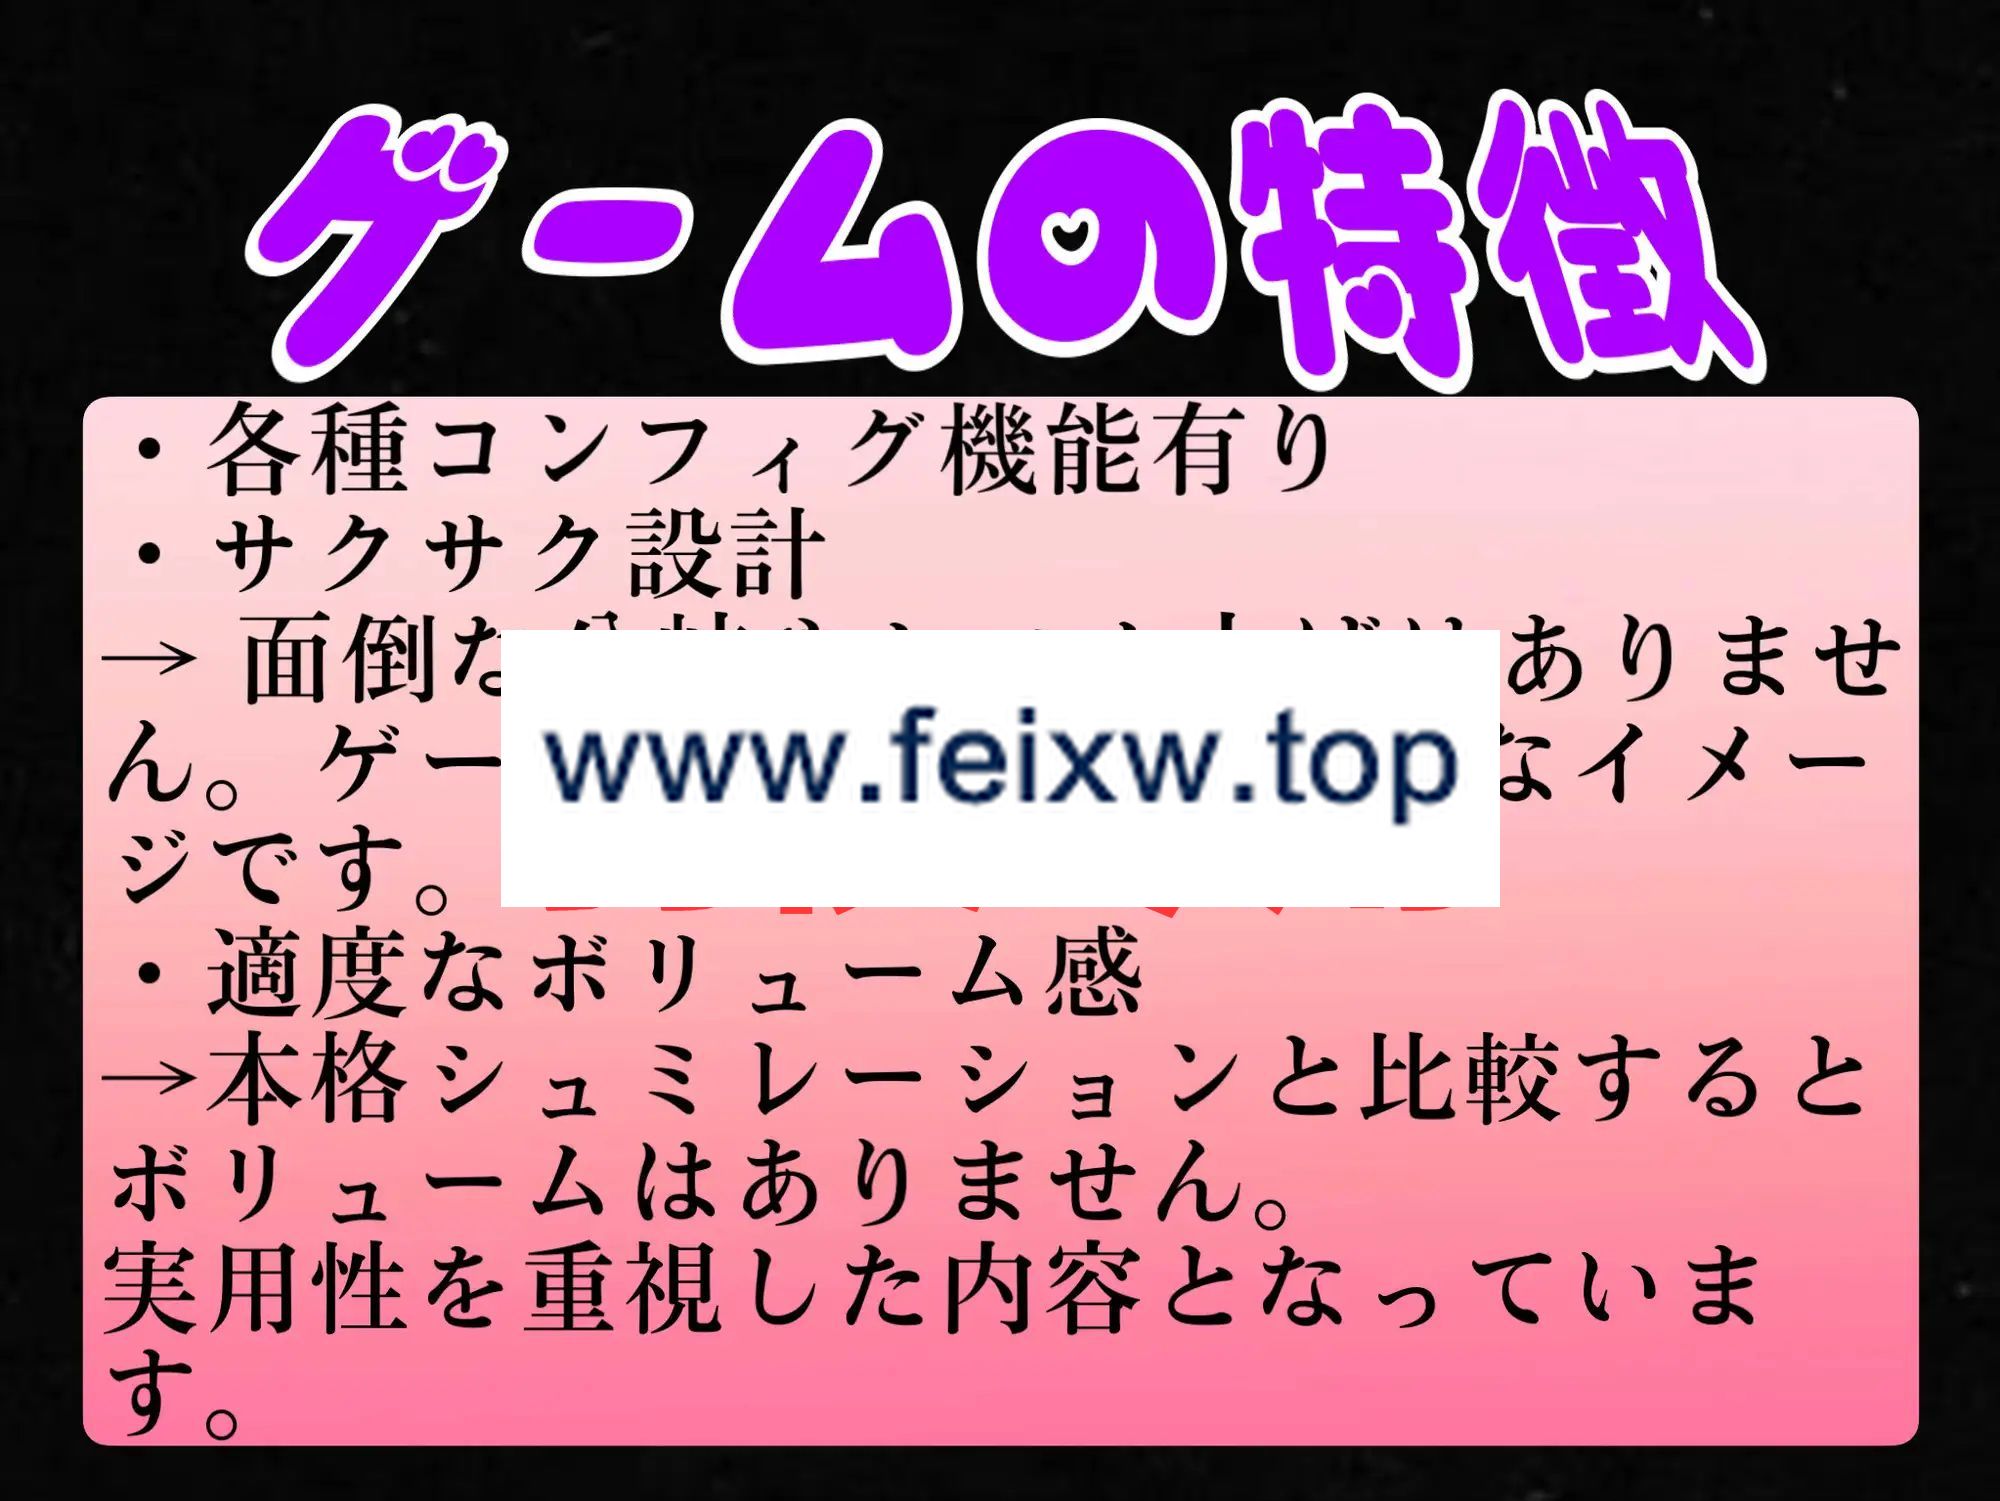 ゲームの特徴
・各種コンフィグ機能有り
・サクサク設計
→ 面倒な はありませ
ん。ゲー www.feixw.top なイメー
ジです。
・適度なボリューム感
→本格シュミレーションと比較すると
ボリュームはありません。
実用性を重視した内容となっていま
す。